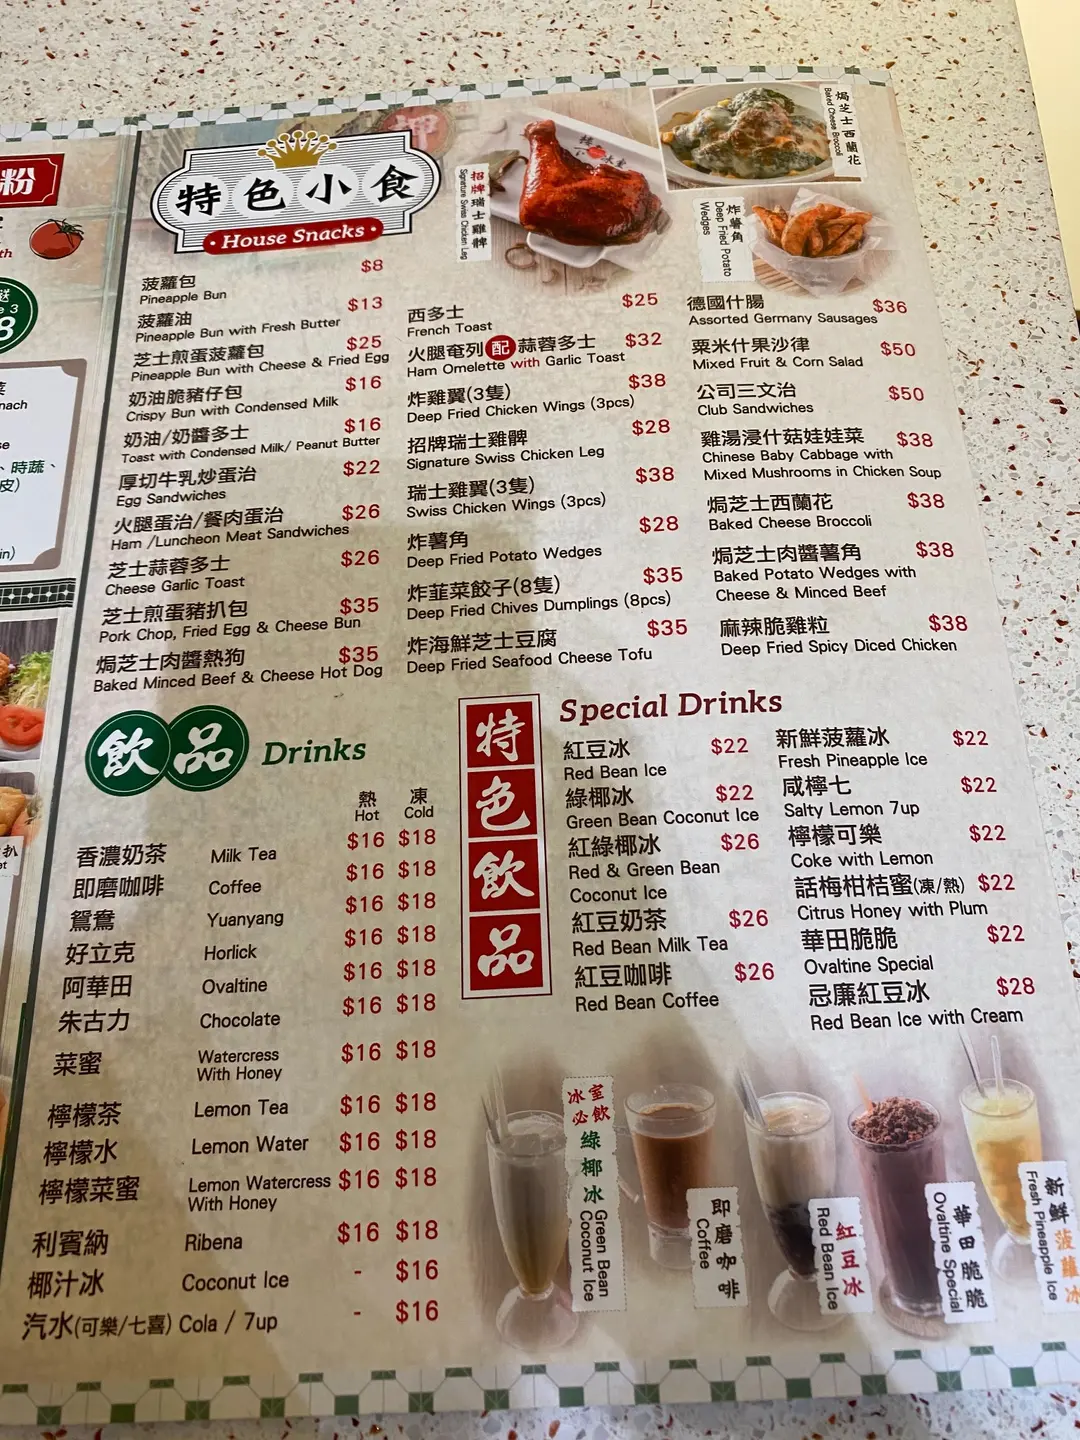 粉
th
送
e 3
8
菜
nach
se
、時蔬、
皮)
in)
扒
et
特色小食
House Snacks
招牌瑞士雞髀
Signature Swiss Chicken Leg
焗芝士西蘭花
Baked Cheese Broccoli
炸薯角
Deep Fried Potato Wedges
菠蘿包 $8
Pineapple Bun
菠蘿油 $13
Pineapple Bun with Fresh Butter
芝士煎蛋菠蘿包 $25
Pineapple Bun with Cheese & Fried Egg
奶油脆豬仔包 $16
Crispy Bun with Condensed Milk
奶油/奶醬多士 $16
Toast with Condensed Milk/ Peanut Butter
厚切牛乳炒蛋治 $22
Egg Sandwiches
火腿蛋治/餐肉蛋治 $26
Ham /Luncheon Meat Sandwiches
芝士蒜蓉多士 $26
Cheese Garlic Toast
芝士煎蛋豬扒包 $35
Pork Chop, Fried Egg & Cheese Bun
焗芝士肉醬熱狗 $35
Baked Minced Beef & Cheese Hot Dog
西多士 $25
French Toast
火腿奄列 配 蒜蓉多士 $32
Ham Omelette with Garlic Toast
炸雞翼(3隻) $38
Deep Fried Chicken Wings (3pcs)
招牌瑞士雞髀 $28
Signature Swiss Chicken Leg
瑞士雞翼(3隻) $38
Swiss Chicken Wings (3pcs)
炸薯角 $28
Deep Fried Potato Wedges
炸韮菜餃子(8隻) $35
Deep Fried Chives Dumplings (8pcs)
炸海鮮芝士豆腐 $35
Deep Fried Seafood Cheese Tofu
德國什腸 $36
Assorted Germany Sausages
粟米什果沙律 $50
Mixed Fruit & Corn Salad
公司三文治 $50
Club Sandwiches
雞湯浸什菇娃娃菜 $38
Chinese Baby Cabbage with
Mixed Mushrooms in Chicken Soup
焗芝士西蘭花 $38
Baked Cheese Broccoli
焗芝士肉醬薯角 $38
Baked Potato Wedges with
Cheese & Minced Beef
麻辣脆雞粒 $38
Deep Fried Spicy Diced Chicken
飲品 Drinks
熱 凍
Hot Cold
香濃奶茶 Milk Tea $16 $18
即磨咖啡 Coffee $16 $18
鴛鴦 Yuanyang $16 $18
好立克 Horlick $16 $18
阿華田 Ovaltine $16 $18
朱古力 Chocolate $16 $18
菜蜜 Watercress With Honey $16 $18
檸檬茶 Lemon Tea $16 $18
檸檬水 Lemon Water $16 $18
檸檬菜蜜 Lemon Watercress With Honey $16 $18
利賓納 Ribena $16 $18
椰汁冰 Coconut Ice - $16
汽水(可樂/七喜) Cola / 7up - $16
特色飲品
Special Drinks
紅豆冰 $22
Red Bean Ice
綠椰冰 $22
Green Bean Coconut Ice
紅綠椰冰 $26
Red & Green Bean
Coconut Ice
紅豆奶茶 $26
Red Bean Milk Tea
紅豆咖啡 $26
Red Bean Coffee
新鮮菠蘿冰 $22
Fresh Pineapple Ice
咸檸七 $22
Salty Lemon 7up
檸檬可樂 $22
Coke with Lemon
話梅柑桔蜜(凍/熱) $22
Citrus Honey with Plum
華田脆脆 $22
Ovaltine Special
忌廉紅豆冰 $28
Red Bean Ice with Cream
冰室必飲
綠椰冰
Green Bean Coconut Ice
即磨咖啡
Coffee
紅豆冰
Red Bean Ice
華田脆脆
Ovaltine Special
新鮮菠蘿冰
Fresh Pineapple Ice